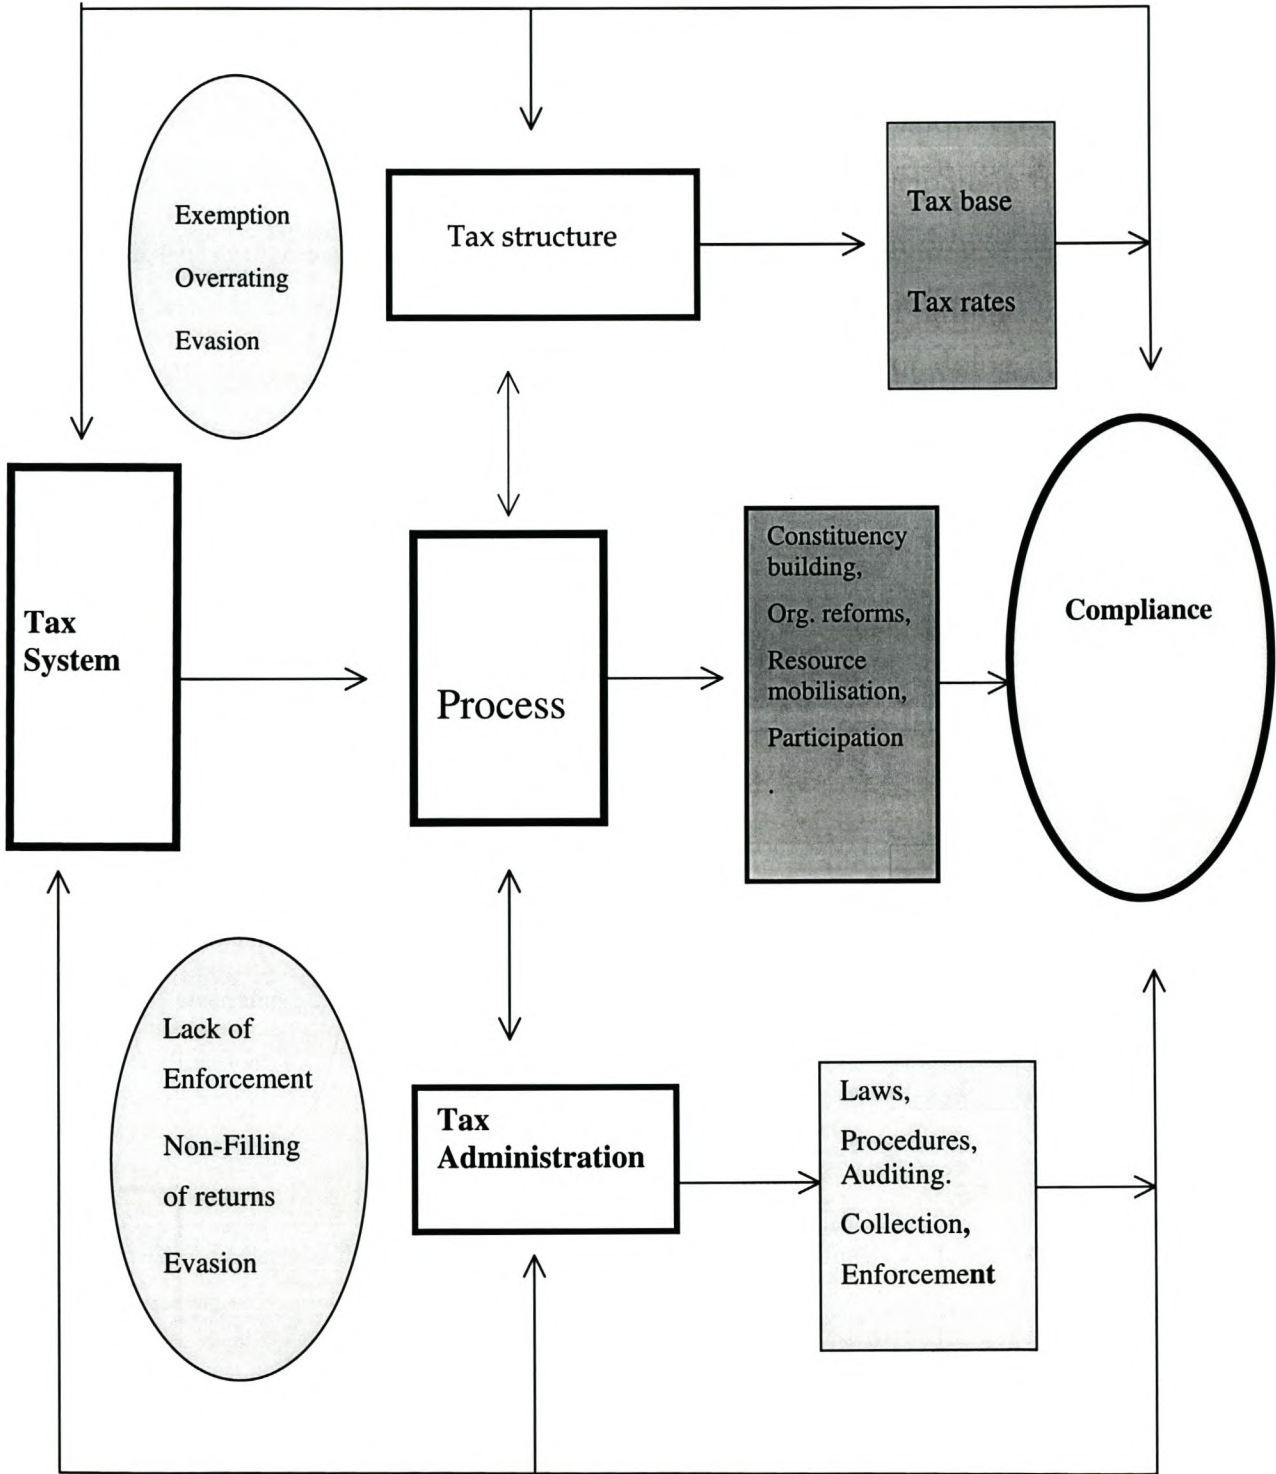 Exemption
Overrating
Evasion
Tax structure
Tax base
Tax rates
Tax
System
Process
Constituency
building,
Org. reforms,
Resource
mobilisation,
Participation
.
Compliance
Lack of
Enforcement
Non-Filling
of returns
Evasion
Tax
Administration
Laws,
Procedures,
Auditing.
Collection,
Enforcement